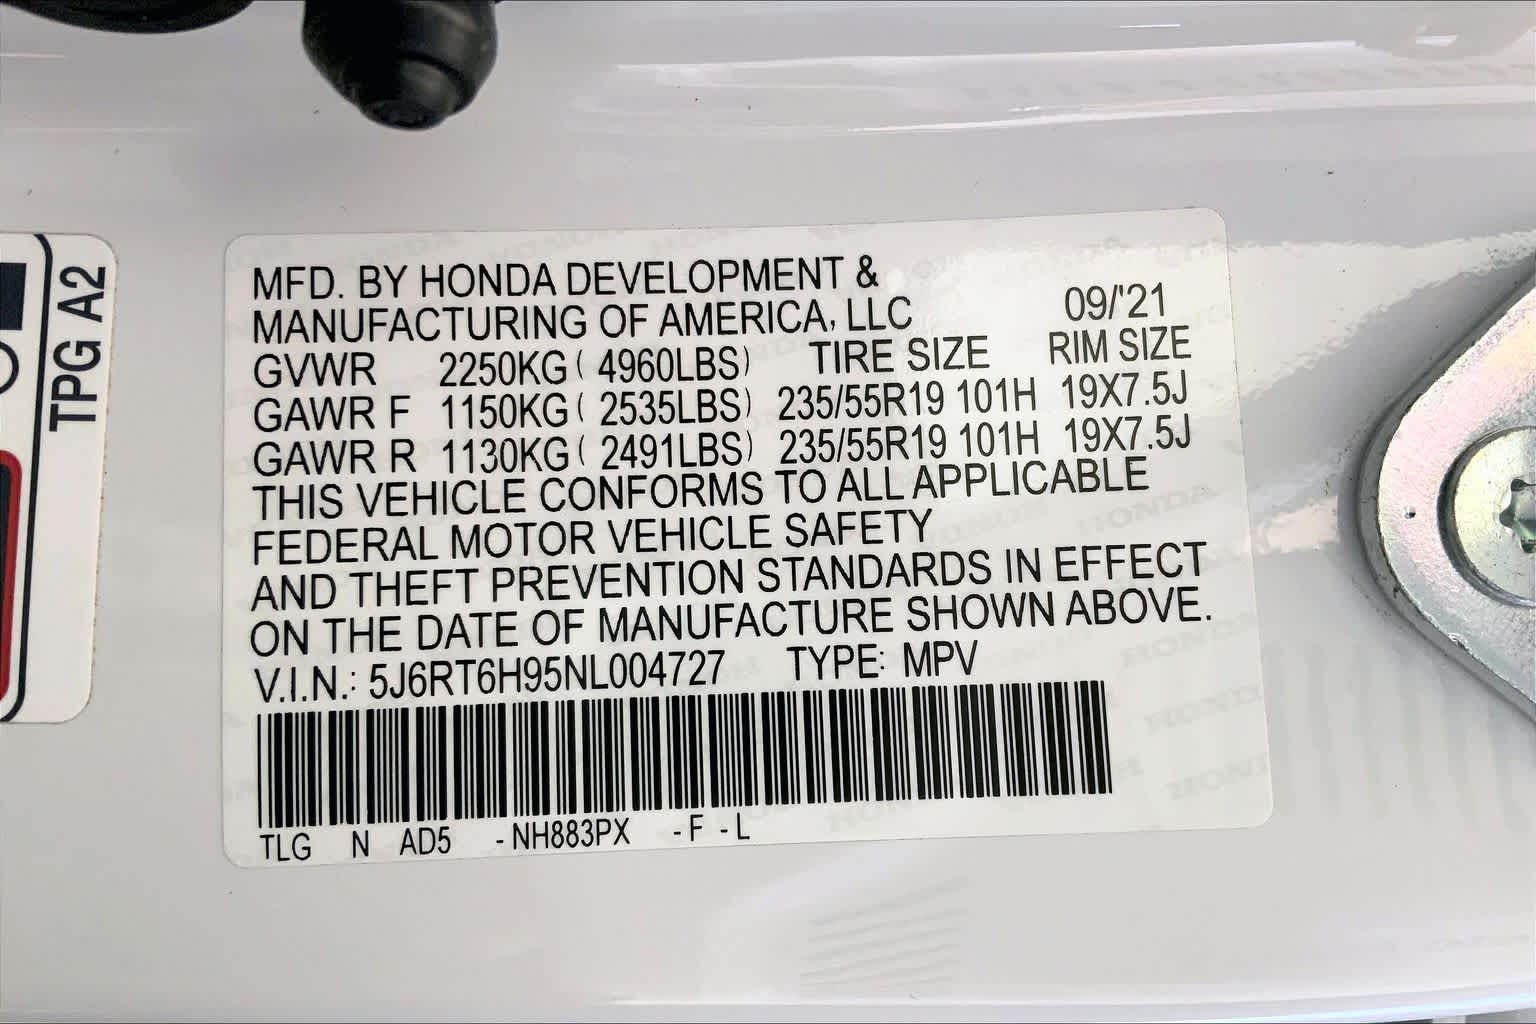 TPG A2
MFD. BY HONDA DEVELOPMENT &
MANUFACTURING OF AMERICA, LLC 09/'21
GVWR 2250KG ( 4960LBS) TIRE SIZE RIM SIZE
GAWR F 1150KG ( 2535LBS) 235/55R19 101H 19X7.5J
GAWR R 1130KG ( 2491LBS) 235/55R19 101H 19X7.5J
THIS VEHICLE CONFORMS TO ALL APPLICABLE
FEDERAL MOTOR VEHICLE SAFETY
AND THEFT PREVENTION STANDARDS IN EFFECT
ON THE DATE OF MANUFACTURE SHOWN ABOVE.
V.I.N.: 5J6RT6H95NL004727 TYPE: MPV
TLG N AD5 -NH883PX -F -L